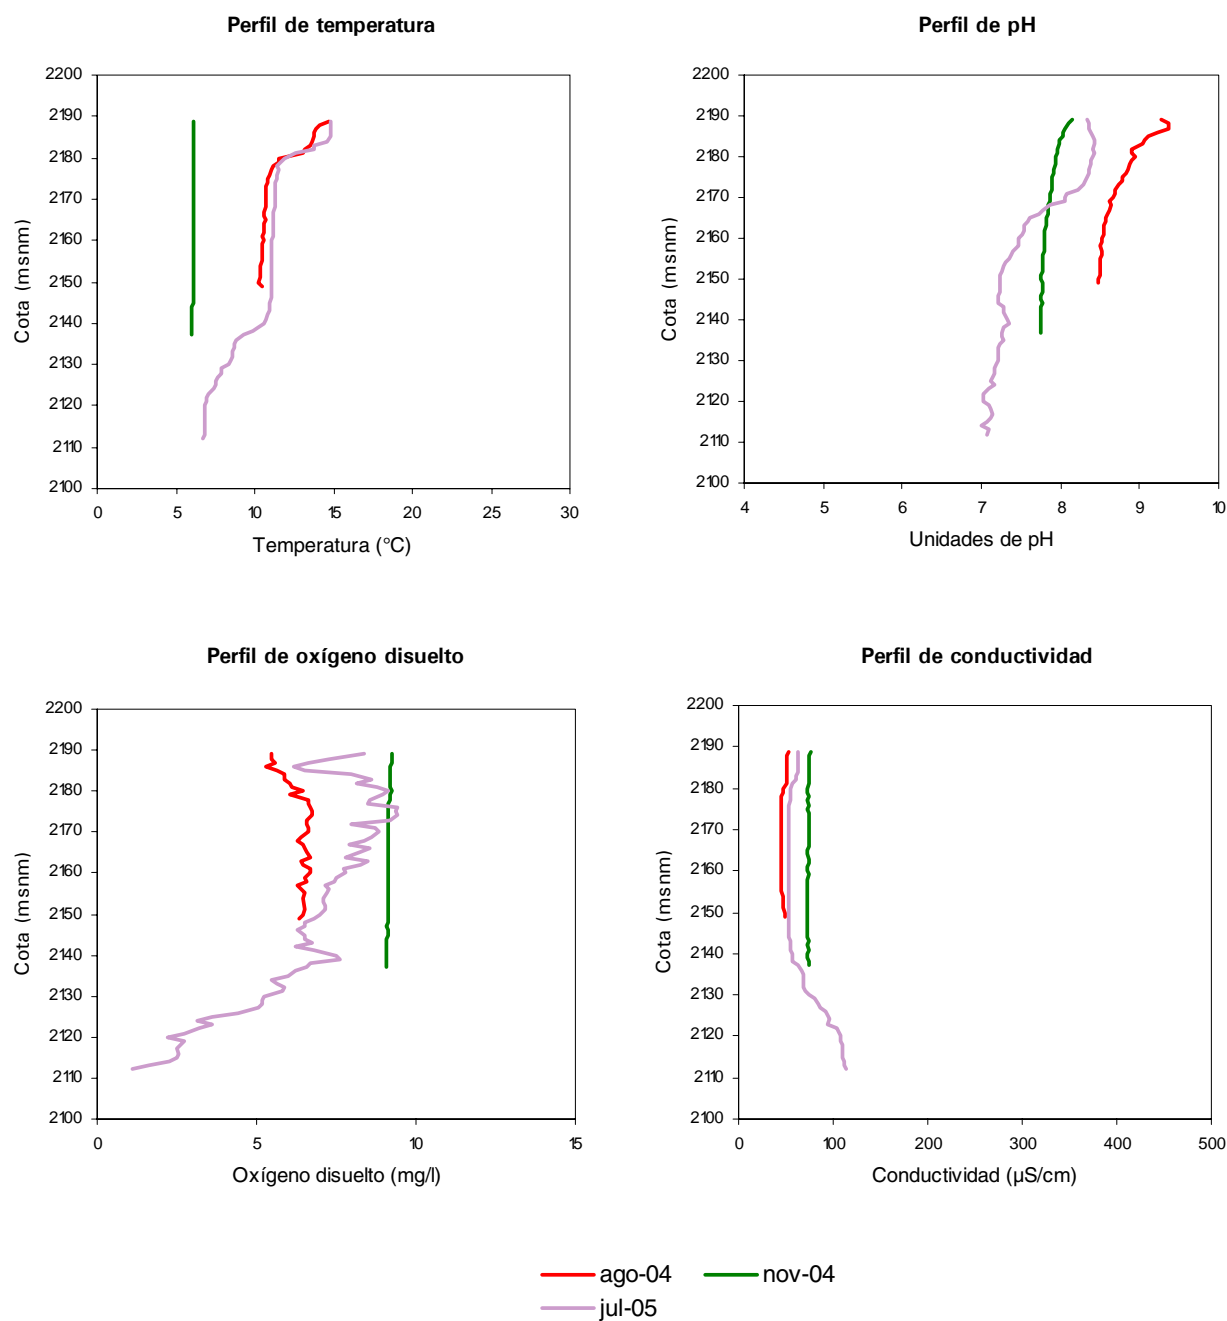 Perfil de temperatura
2200
2190
2180
2170
2160
2150
2140
2130
2120
2110
2100
Cota (msnm)
0 5 10 15 20 25 30
Temperatura (°C)
Perfil de pH
2200
2190
2180
2170
2160
2150
2140
2130
2120
2110
2100
Cota (msnm)
4 5 6 7 8 9 10
Unidades de pH
Perfil de oxígeno disuelto
2200
2190
2180
2170
2160
2150
2140
2130
2120
2110
2100
Cota (msnm)
0 5 10 15
Oxígeno disuelto (mg/l)
Perfil de conductividad
2200
2190
2180
2170
2160
2150
2140
2130
2120
2110
2100
Cota (msnm)
0 100 200 300 400 500
Conductividad (µS/cm)
ago-04 nov-04
jul-05